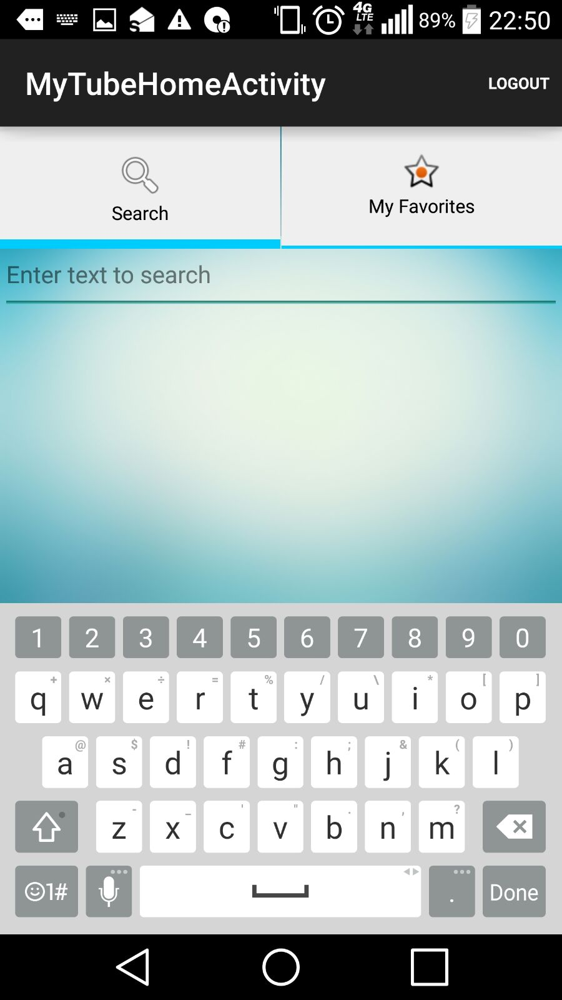 4G LTE 89% 22:50
MyTubeHomeActivity LOGOUT
Search My Favorites
Enter text to search
1 2 3 4 5 6 7 8 9 0
+ × ÷ = % / \ * [ ]
q w e r t y u i o p
@ $ ! # : ; & ( )
a s d f g h j k l
- _ ' " . , ?
z x c v b n m
1# . Done